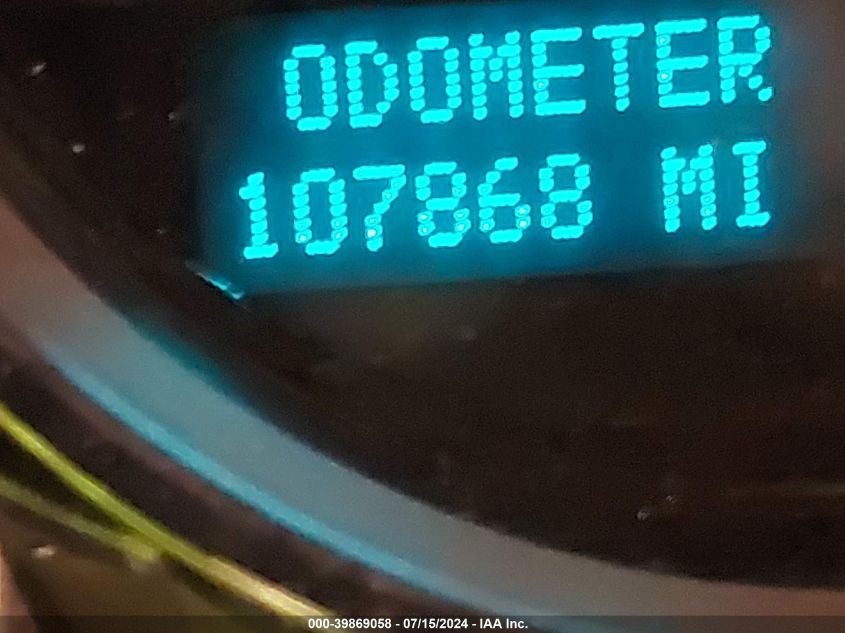 ODOMETER
107868 MI
000-39869058 - 07/15/2024 - IAA Inc.